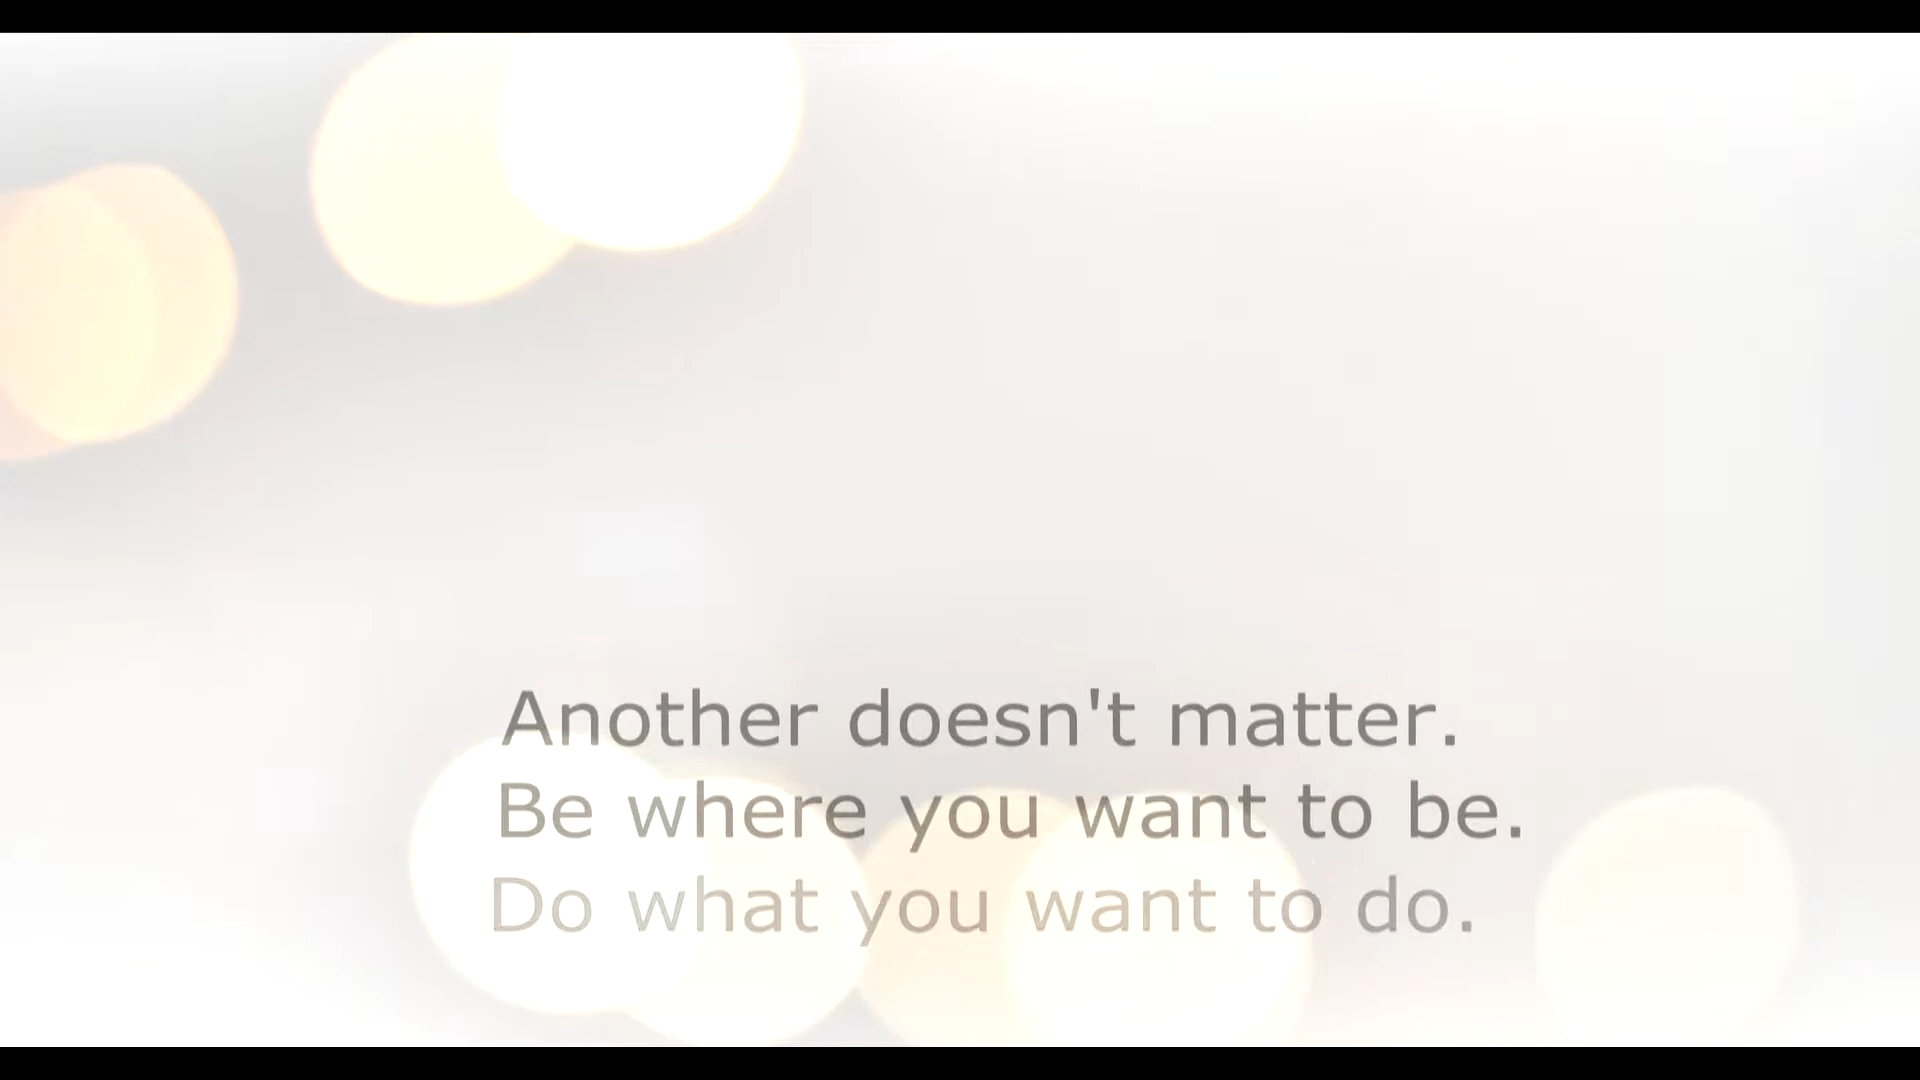 Another doesn't matter.
Be where you want to be.
Do what you want to do.